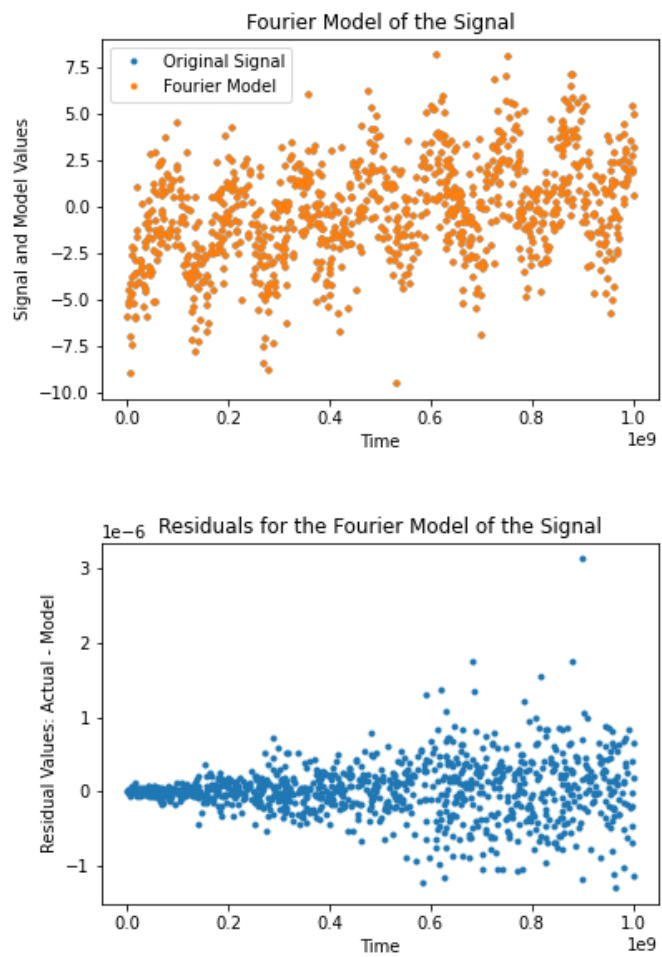 Fourier Model of the Signal
Original Signal
Fourier Model
7.5
5.0
2.5
0.0
−2.5
−5.0
−7.5
−10.0
Signal and Model Values
0.0 0.2 0.4 0.6 0.8 1.0
1e9
Time
1e−6
Residuals for the Fourier Model of the Signal
3
2
1
0
−1
Residual Values: Actual - Model
0.0 0.2 0.4 0.6 0.8 1.0
1e9
Time